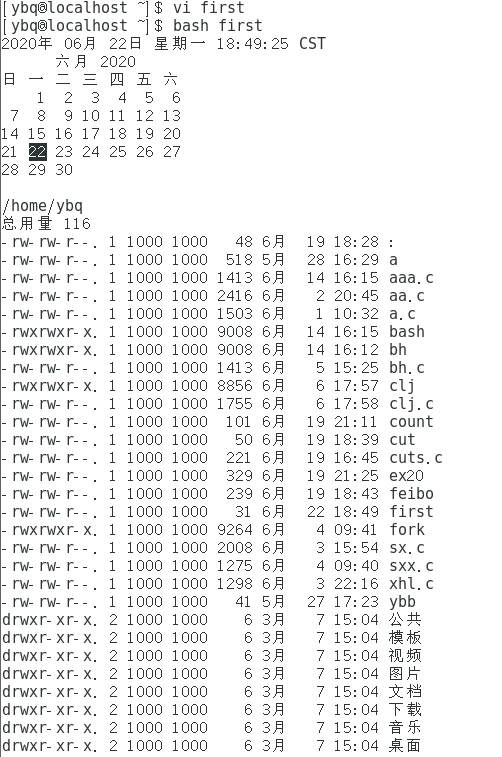 [ybq@localhost ~]$ vi first
[ybq@localhost ~]$ bash first
2020年 06月 22日 星期一 18:49:25 CST
六月 2020
日 一 二 三 四 五 六
1 2 3 4 5 6
7 8 9 10 11 12 13
14 15 16 17 18 19 20
21 22 23 24 25 26 27
28 29 30
/home/ybq
总用量 116
-rw-rw-r--. 1 1000 1000 48 6月 19 18:28 :
-rw-rw-r--. 1 1000 1000 518 5月 28 16:29 a
-rw-rw-r--. 1 1000 1000 1413 6月 14 16:15 aaa.c
-rw-rw-r--. 1 1000 1000 2416 6月 2 20:45 aa.c
-rw-rw-r--. 1 1000 1000 1503 6月 1 10:32 a.c
-rwxrwxr-x. 1 1000 1000 9008 6月 14 16:15 bash
-rwxrwxr-x. 1 1000 1000 9008 6月 14 16:12 bh
-rw-rw-r--. 1 1000 1000 1413 6月 5 15:25 bh.c
-rwxrwxr-x. 1 1000 1000 8856 6月 6 17:57 clj
-rw-rw-r--. 1 1000 1000 1755 6月 6 17:58 clj.c
-rw-rw-r--. 1 1000 1000 101 6月 19 21:11 count
-rw-rw-r--. 1 1000 1000 50 6月 19 18:39 cut
-rw-rw-r--. 1 1000 1000 221 6月 19 16:45 cuts.c
-rw-rw-r--. 1 1000 1000 329 6月 19 21:25 ex20
-rw-rw-r--. 1 1000 1000 239 6月 19 18:43 feibo
-rw-rw-r--. 1 1000 1000 31 6月 22 18:49 first
-rwxrwxr-x. 1 1000 1000 9264 6月 4 09:41 fork
-rw-rw-r--. 1 1000 1000 2008 6月 3 15:54 sx.c
-rw-rw-r--. 1 1000 1000 1275 6月 4 09:40 sxx.c
-rw-rw-r--. 1 1000 1000 1298 6月 3 22:16 xhl.c
-rw-rw-r--. 1 1000 1000 41 5月 27 17:23 ybb
drwxr-xr-x. 2 1000 1000 6 3月 7 15:04 公共
drwxr-xr-x. 2 1000 1000 6 3月 7 15:04 模板
drwxr-xr-x. 2 1000 1000 6 3月 7 15:04 视频
drwxr-xr-x. 2 1000 1000 6 3月 7 15:04 图片
drwxr-xr-x. 2 1000 1000 6 3月 7 15:04 文档
drwxr-xr-x. 2 1000 1000 6 3月 7 15:04 下载
drwxr-xr-x. 2 1000 1000 6 3月 7 15:04 音乐
drwxr-xr-x. 2 1000 1000 6 3月 7 15:04 桌面